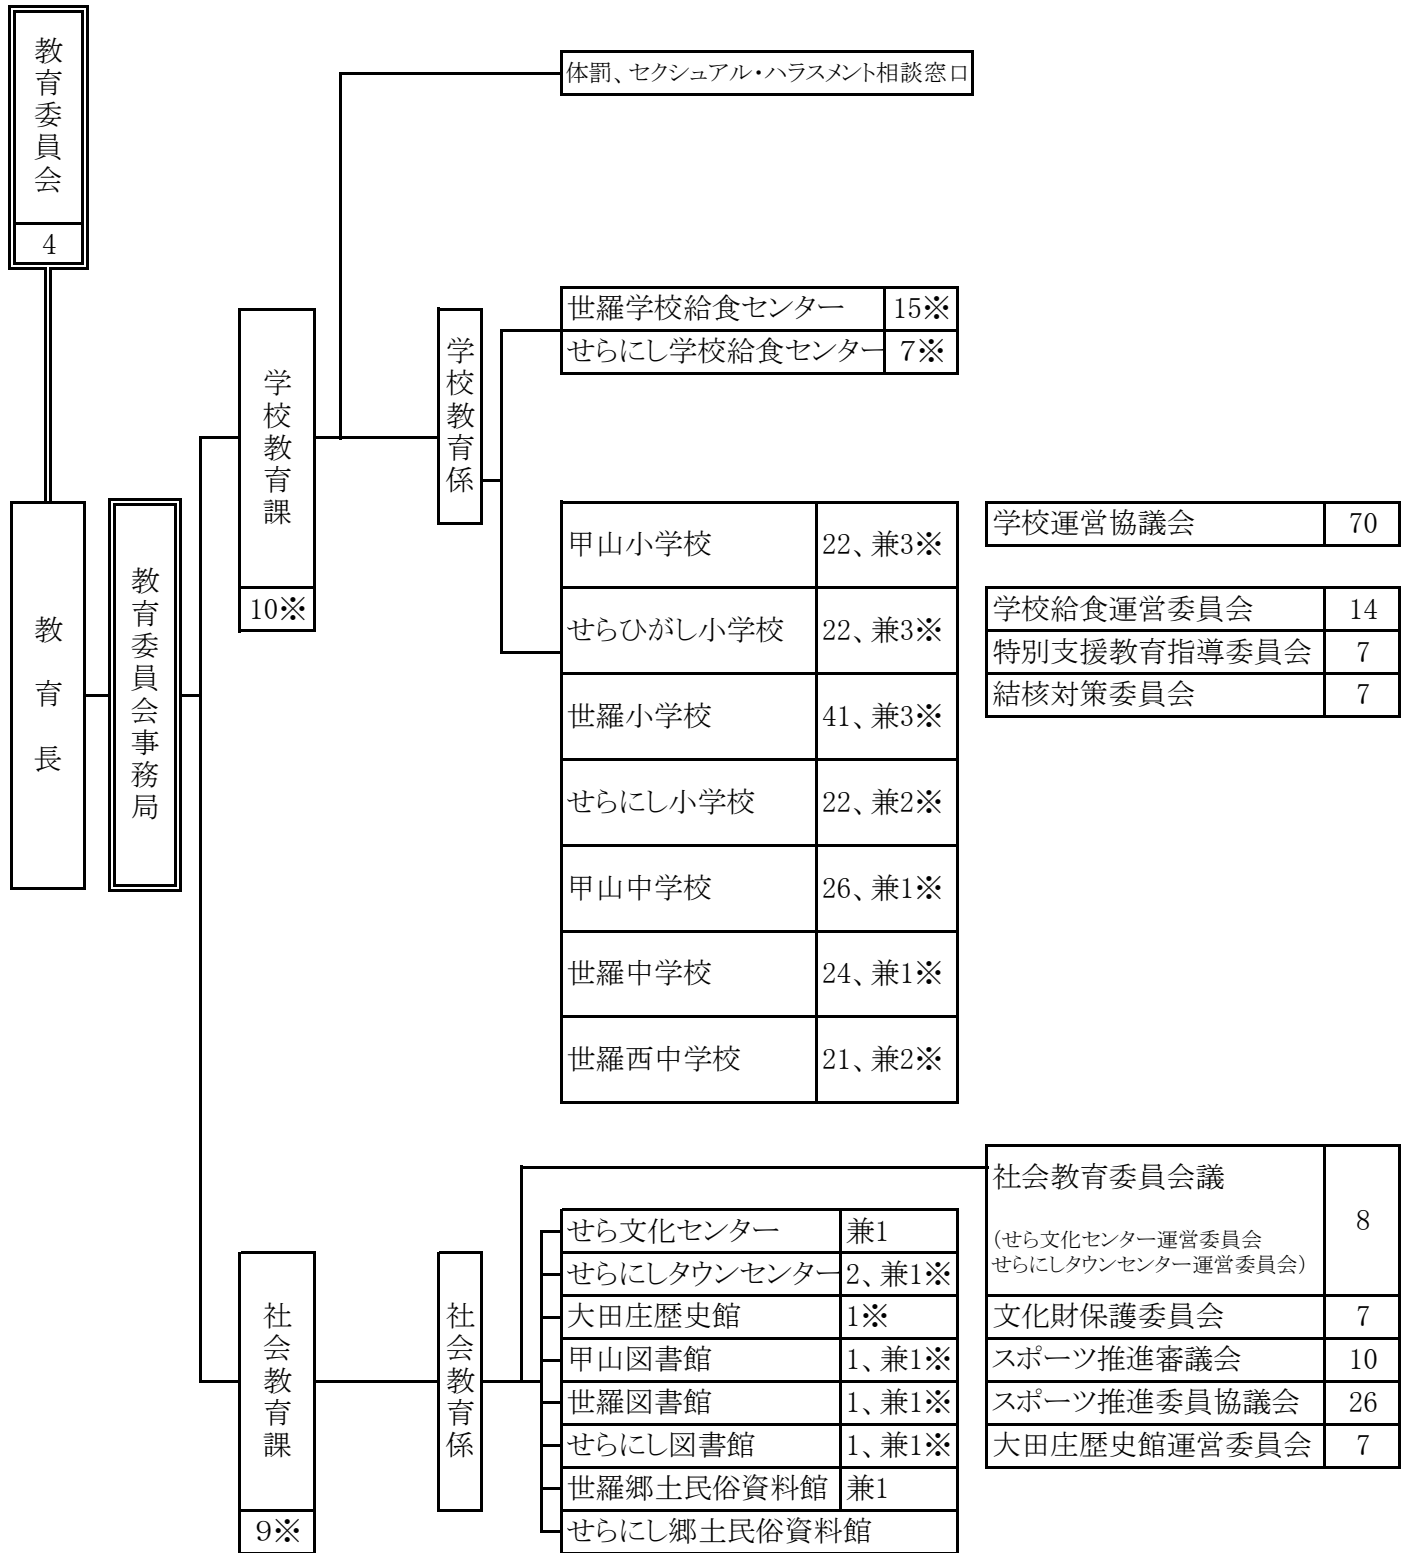 教育委員会
4
教育長
教育委員会事務局
学校教育課
10※
体罰、セクシュアル・ハラスメント相談窓口
学校教育係
世羅学校給食センター 15※
せらにし学校給食センター 7※
甲山小学校 22、兼3※
せらひがし小学校 22、兼3※
世羅小学校 41、兼3※
せらにし小学校 22、兼2※
甲山中学校 26、兼1※
世羅中学校 24、兼1※
世羅西中学校 21、兼2※
学校運営協議会 70
学校給食運営委員会 14
特別支援教育指導委員会 7
結核対策委員会 7
社会教育課
9※
社会教育係
せら文化センター 兼1
せらにしタウンセンター 2、兼1※
大田庄歴史館 1※
甲山図書館 1、兼1※
世羅図書館 1、兼1※
せらにし図書館 1、兼1※
世羅郷土民俗資料館 兼1
せらにし郷土民俗資料館
社会教育委員会議 8
(せら文化センター運営委員会
せらにしタウンセンター運営委員会)
文化財保護委員会 7
スポーツ推進審議会 10
スポーツ推進委員協議会 26
大田庄歴史館運営委員会 7